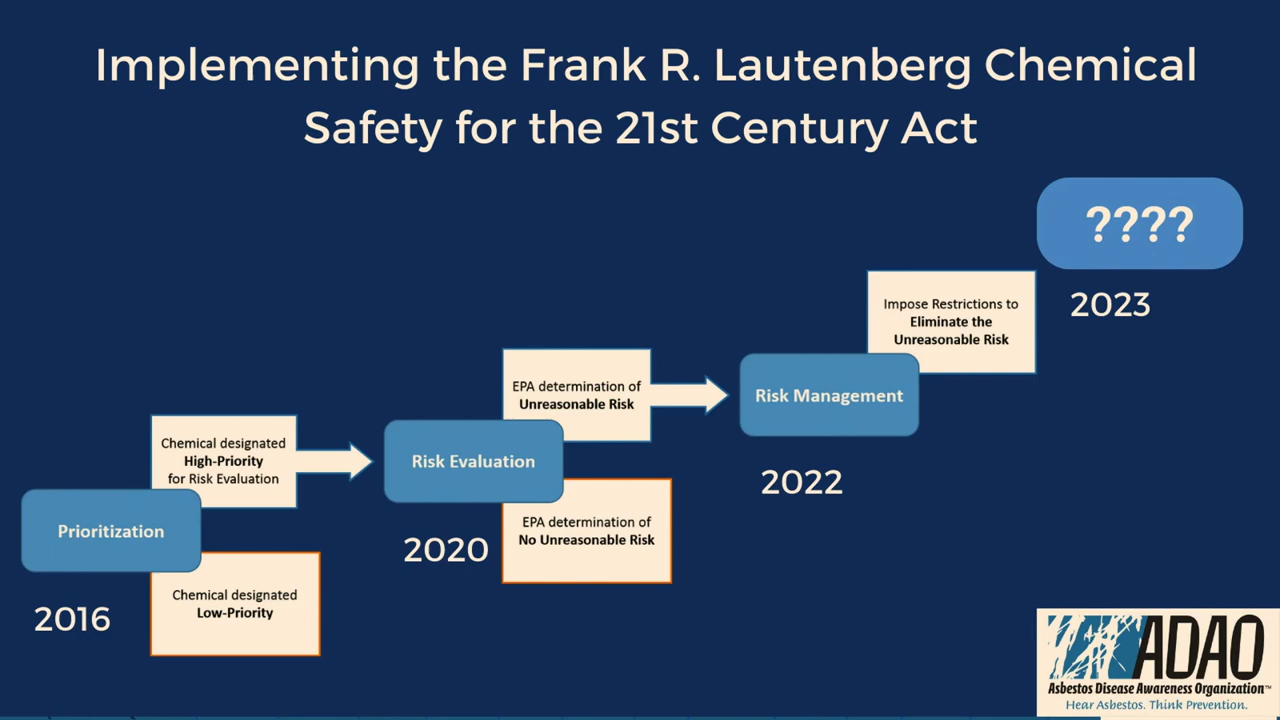 Implementing the Frank R. Lautenberg Chemical
Safety for the 21st Century Act
????
2023
Impose Restrictions to
Eliminate the
Unreasonable Risk
Risk Management
2022
EPA determination of
Unreasonable Risk
Risk Evaluation
2020
EPA determination of
No Unreasonable Risk
Chemical designated
High-Priority
for Risk Evaluation
Prioritization
2016
Chemical designated
Low-Priority
ADAO
Asbestos Disease Awareness Organization™
Hear Asbestos. Think Prevention.